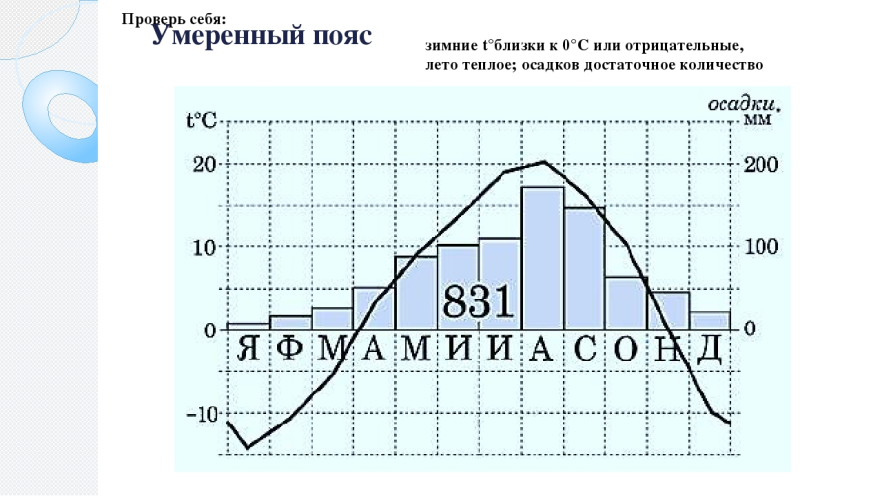 Проверь себя:
Умеренный пояс
зимние t°близки к 0°С или отрицательные,
лето теплое; осадков достаточное количество
осадки,
t°C мм
20 200
10 100
831
0 0
Я Ф М А М И И А С О Н Д
−10